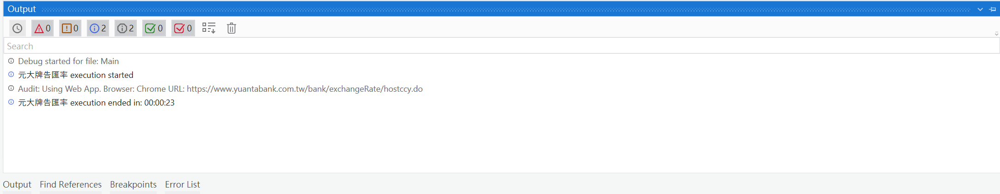 Output
0 0 2 2 0 0
Search
Debug started for file: Main
元大牌告匯率 execution started
Audit: Using Web App. Browser: Chrome URL: https://www.yuantabank.com.tw/bank/exchangeRate/hostccy.do
元大牌告匯率 execution ended in: 00:00:23
Output Find References Breakpoints Error List